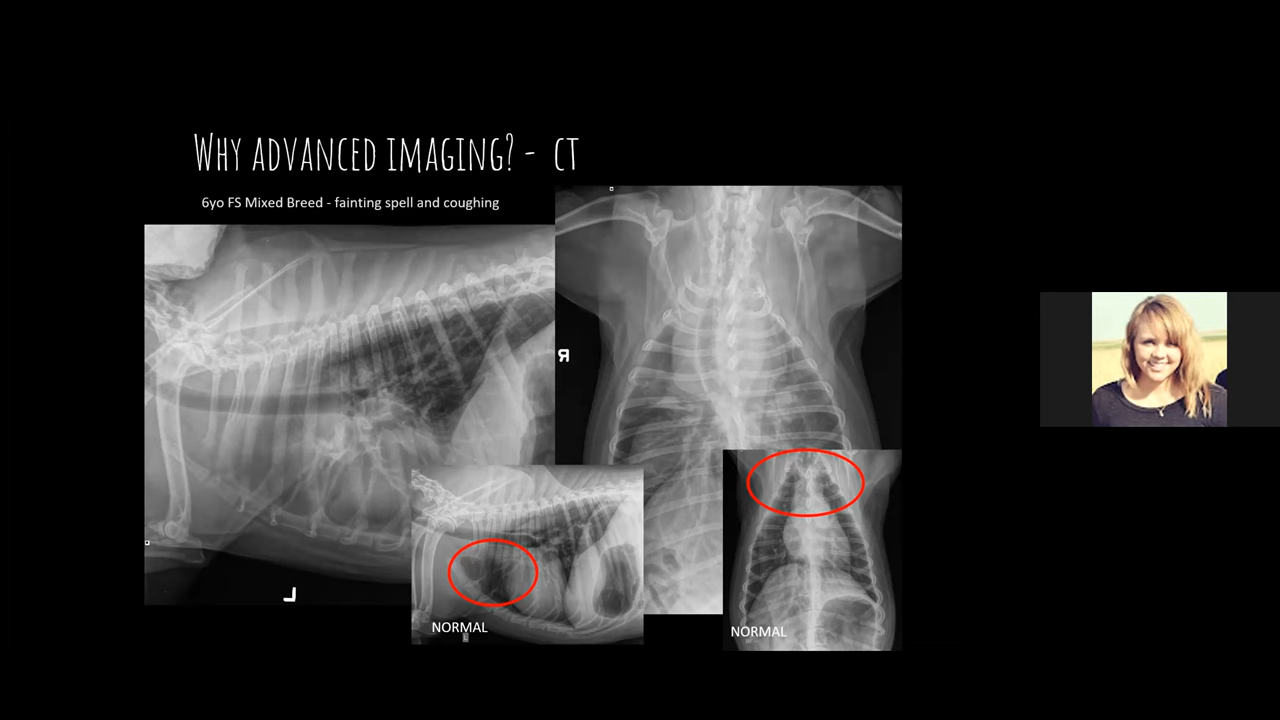 WHY ADVANCED IMAGING? - CT
6yo FS Mixed Breed - fainting spell and coughing
R
L
NORMAL
L
NORMAL